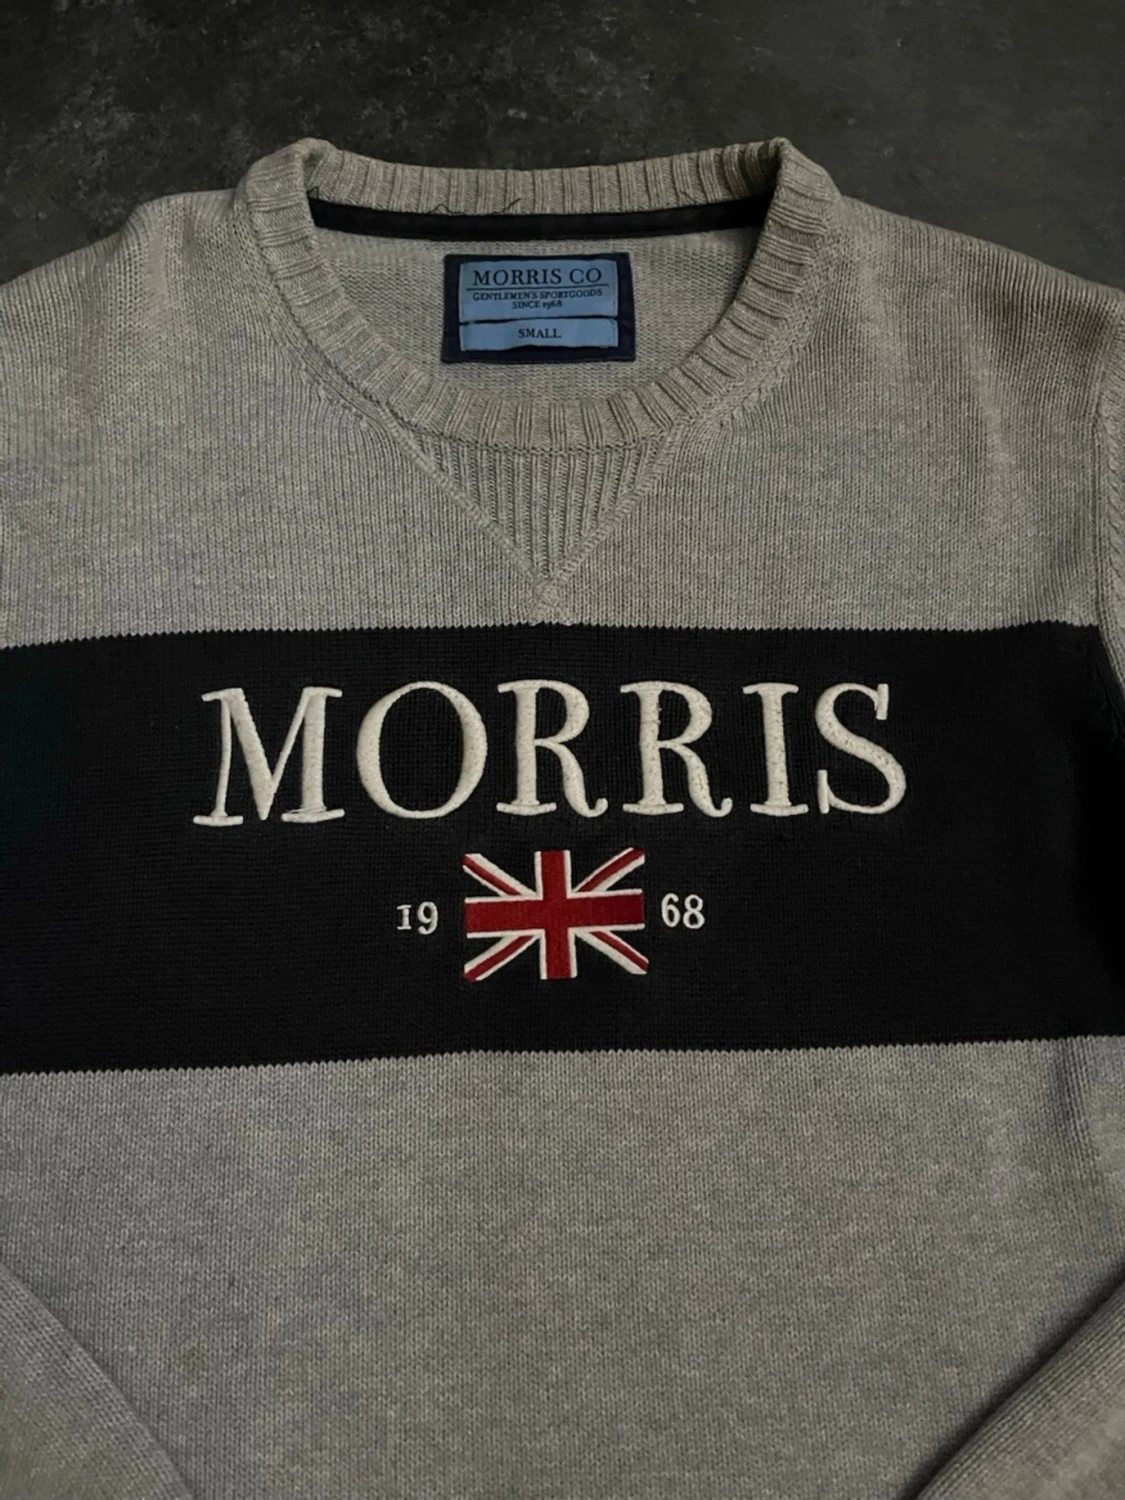 MORRIS CO
GENTLEMEN'S SPORTGOODS
SINCE 1968
SMALL
MORRIS
19 68